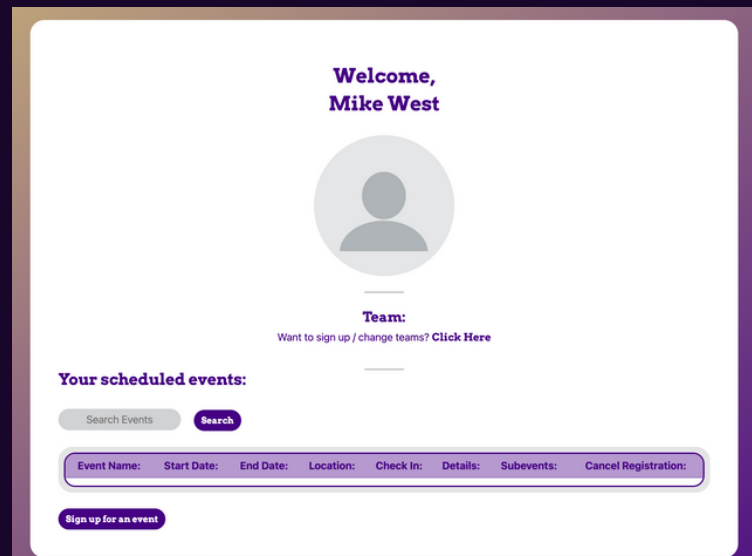 Welcome,
Mike West
Team:
Want to sign up / change teams? Click Here
Your scheduled events:
Search Events Search
Event Name: Start Date: End Date: Location: Check In: Details: Subevents: Cancel Registration:
Sign up for an event